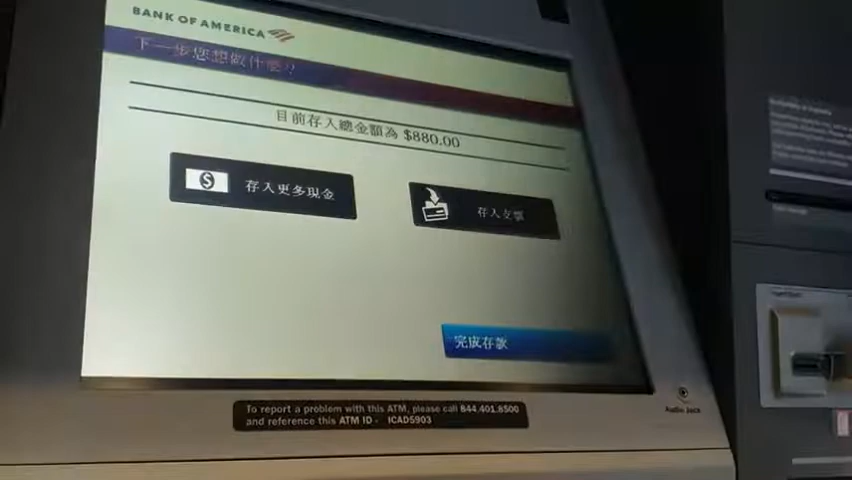 BANK OF AMERICA
下一步您想做什麼？
目前存入總金額為 $880.00
存入更多現金
存入支票
完成存款
To report a problem with this ATM, please call 844.401.8500
and reference this ATM ID - ICAD5903
Audio Jack